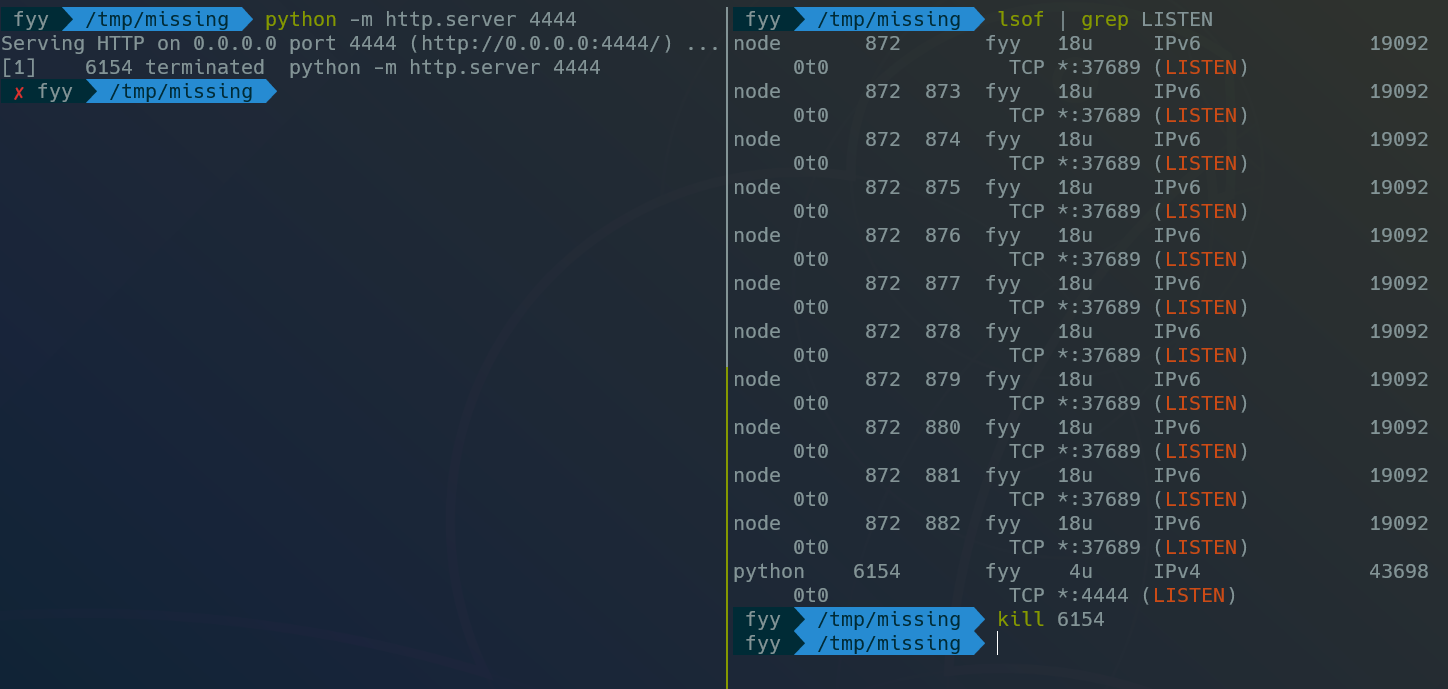 fyy /tmp/missing python -m http.server 4444
Serving HTTP on 0.0.0.0 port 4444 (http://0.0.0.0:4444/) ...
[1]    6154 terminated  python -m http.server 4444
✗ fyy /tmp/missing
fyy /tmp/missing lsof | grep LISTEN
node       872       fyy   18u     IPv6              19092
     0t0               TCP *:37689 (LISTEN)
node       872  873  fyy   18u     IPv6              19092
     0t0               TCP *:37689 (LISTEN)
node       872  874  fyy   18u     IPv6              19092
     0t0               TCP *:37689 (LISTEN)
node       872  875  fyy   18u     IPv6              19092
     0t0               TCP *:37689 (LISTEN)
node       872  876  fyy   18u     IPv6              19092
     0t0               TCP *:37689 (LISTEN)
node       872  877  fyy   18u     IPv6              19092
     0t0               TCP *:37689 (LISTEN)
node       872  878  fyy   18u     IPv6              19092
     0t0               TCP *:37689 (LISTEN)
node       872  879  fyy   18u     IPv6              19092
     0t0               TCP *:37689 (LISTEN)
node       872  880  fyy   18u     IPv6              19092
     0t0               TCP *:37689 (LISTEN)
node       872  881  fyy   18u     IPv6              19092
     0t0               TCP *:37689 (LISTEN)
node       872  882  fyy   18u     IPv6              19092
     0t0               TCP *:37689 (LISTEN)
python    6154       fyy    4u     IPv4              43698
     0t0               TCP *:4444 (LISTEN)
fyy /tmp/missing kill 6154
fyy /tmp/missing